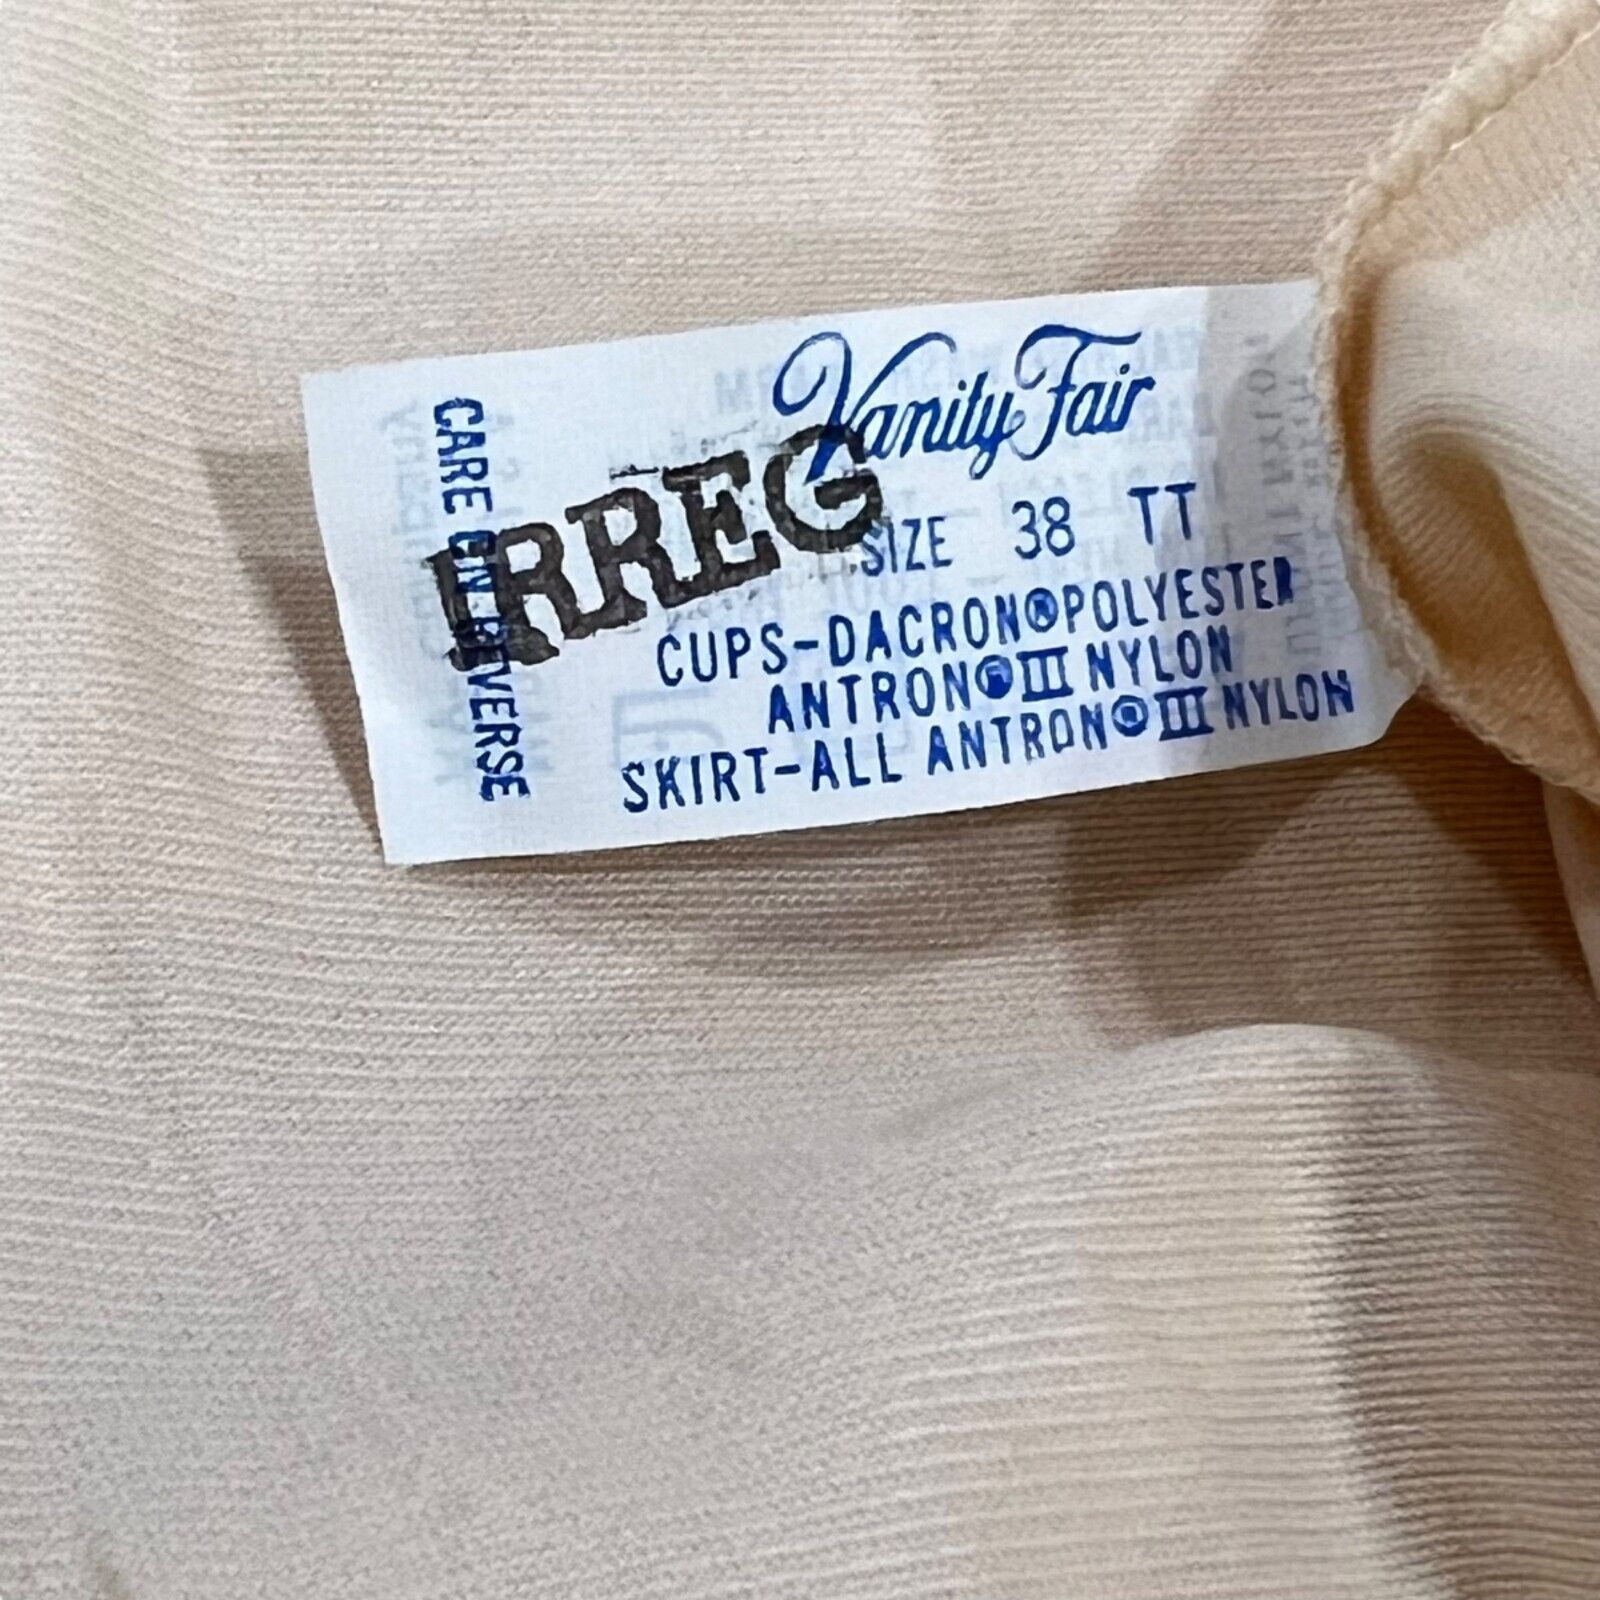 Vanity Fair
IRREG
SIZE 38 TT
CUPS-DACRON®POLYESTER
ANTRON®III NYLON
SKIRT-ALL ANTRON®III NYLON
CARE ON REVERSE